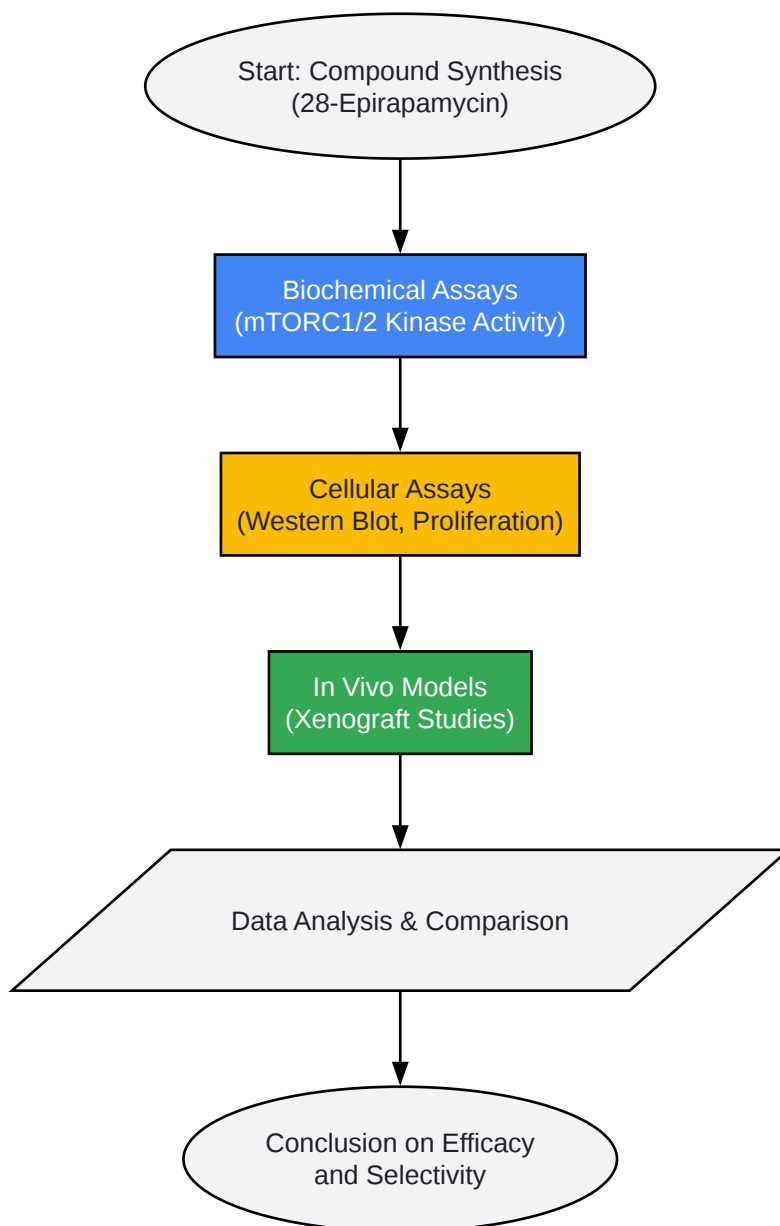 Start: Compound Synthesis
(28-Epirapamycin)
Biochemical Assays
(mTORC1/2 Kinase Activity)
Cellular Assays
(Western Blot, Proliferation)
In Vivo Models
(Xenograft Studies)
Data Analysis & Comparison
Conclusion on Efficacy
and Selectivity